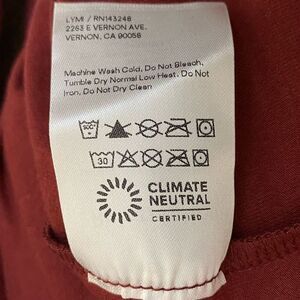 LYMI / RN143248
2263 E VERNON AVE.
VERNON, CA 90058
Machine Wash Cold, Do Not Bleach,
Tumble Dry Normal Low Heat. Do Not
Iron, Do Not Dry Clean
30
CLIMATE
NEUTRAL
CERTIFIED